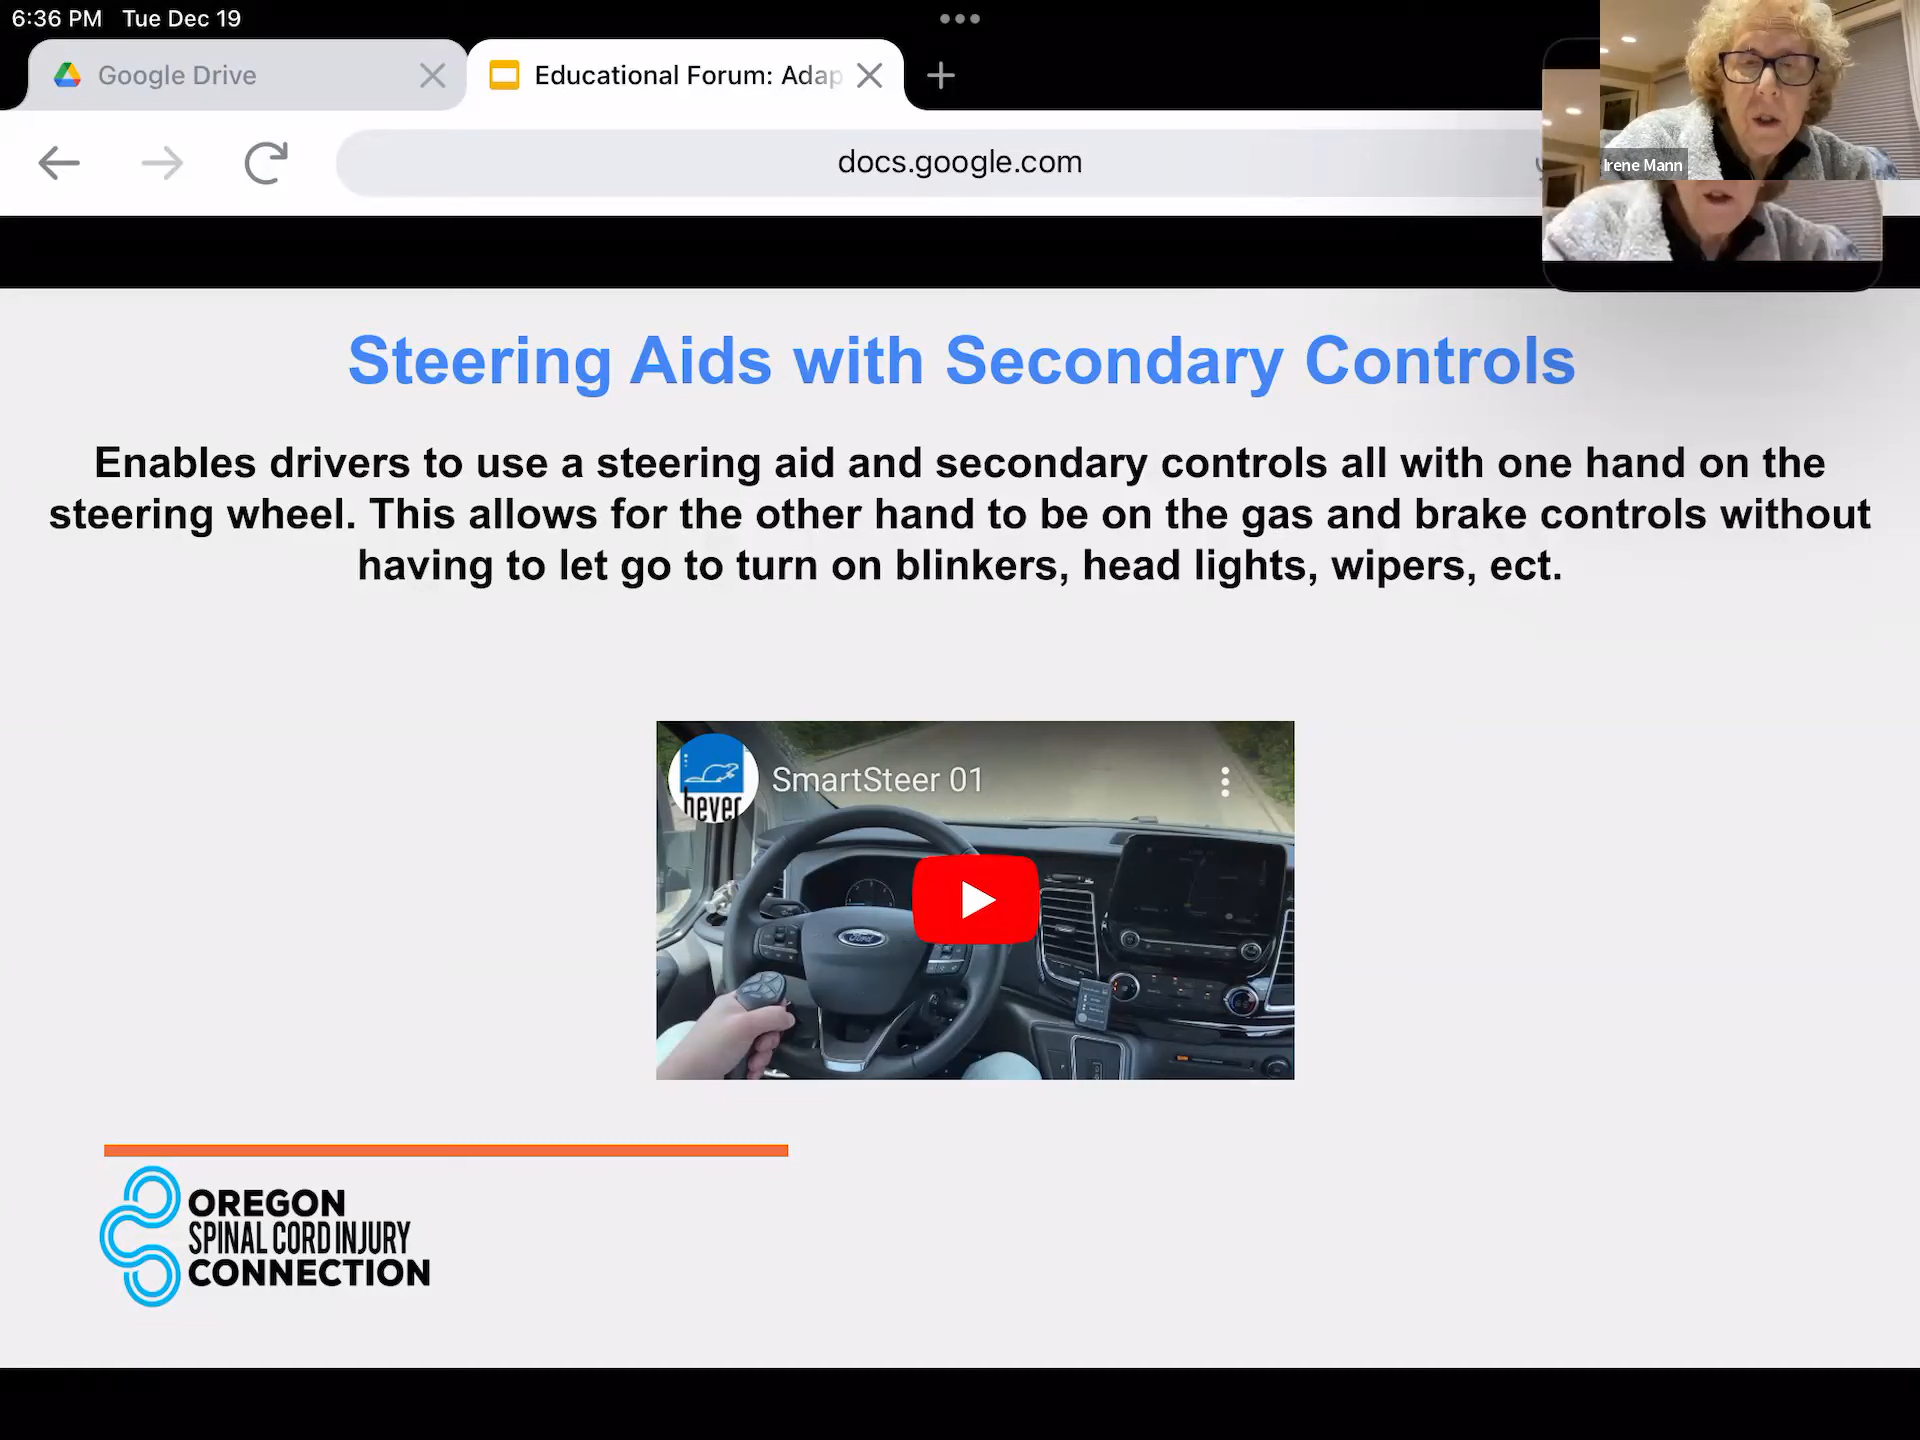 6:36 PM Tue Dec 19
Google Drive
Educational Forum: Adap
docs.google.com
Irene Mann
Steering Aids with Secondary Controls
Enables drivers to use a steering aid and secondary controls all with one hand on the
steering wheel. This allows for the other hand to be on the gas and brake controls without
having to let go to turn on blinkers, head lights, wipers, ect.
SmartSteer 01
Ford
OREGON
SPINAL CORD INJURY
CONNECTION